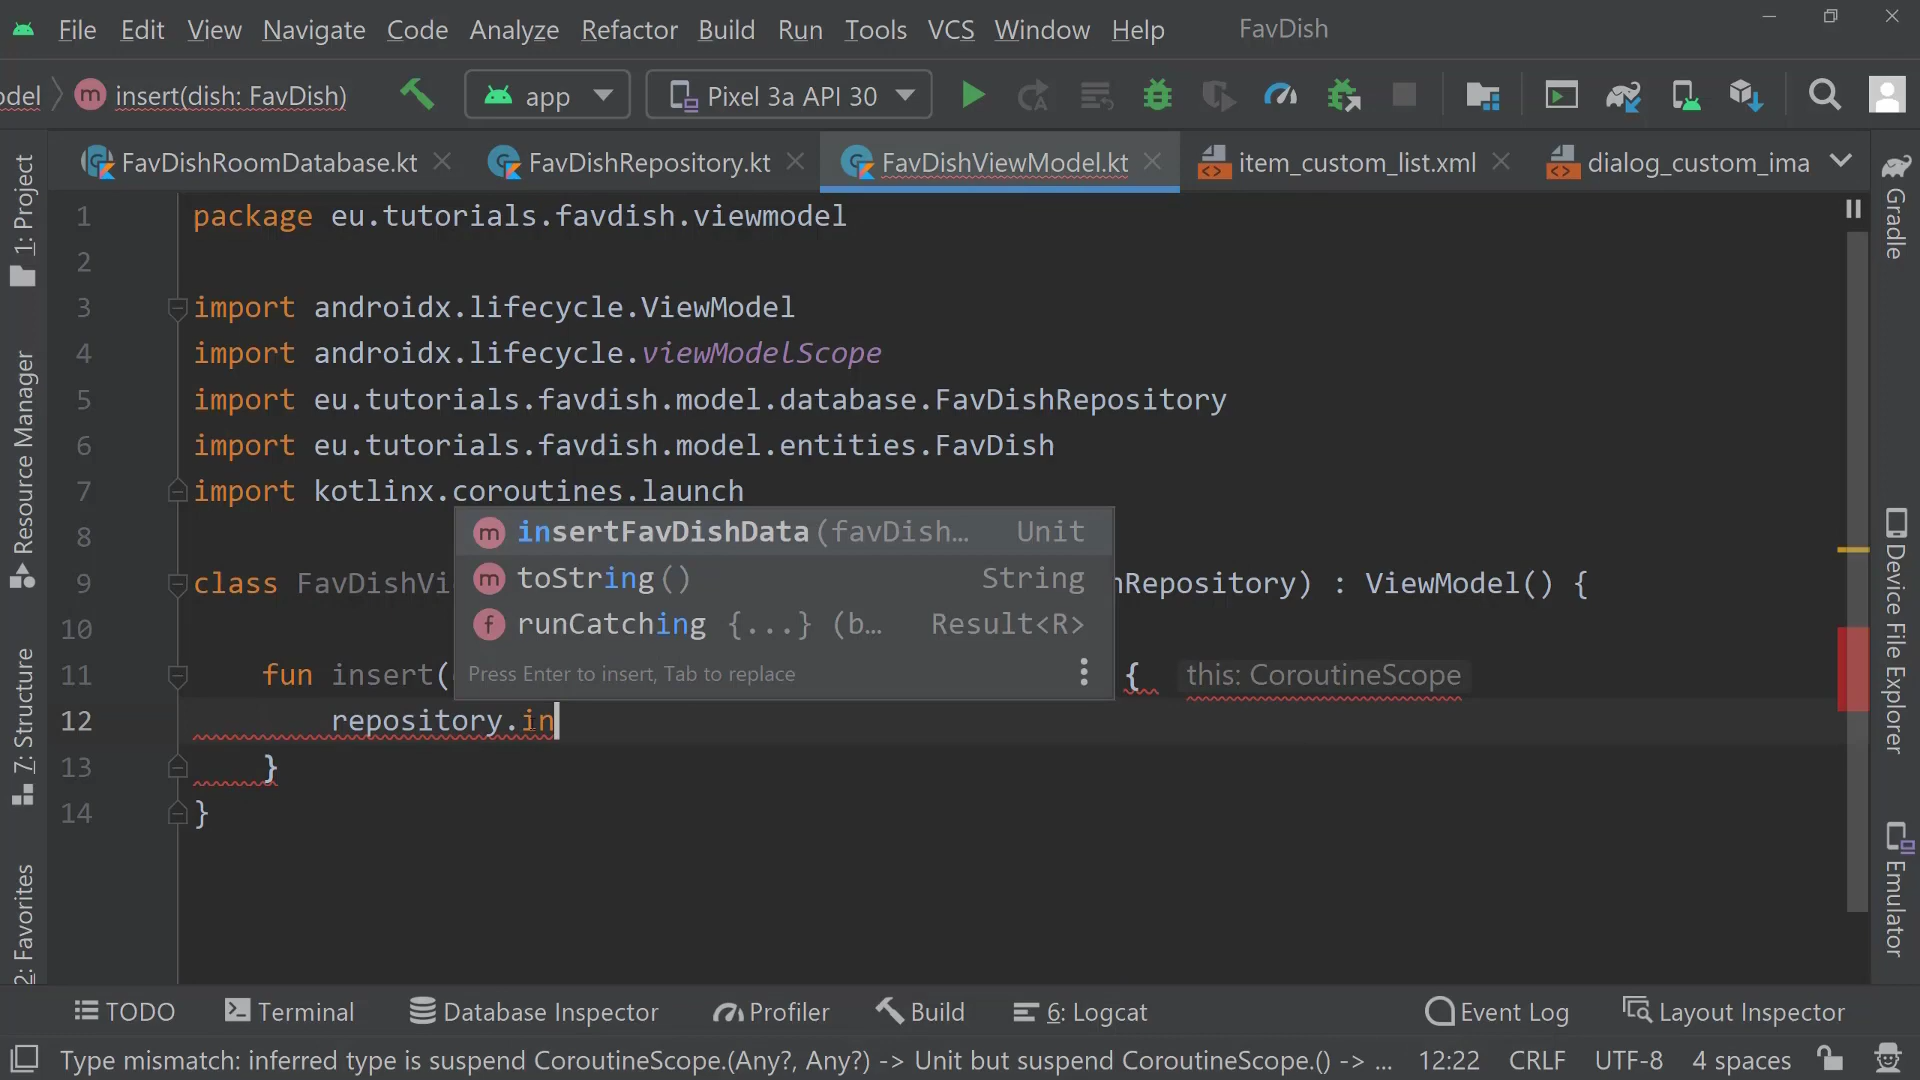 File Edit View Navigate Code Analyze Refactor Build Run Tools VCS Window Help FavDish
odel insert(dish: FavDish) app Pixel 3a API 30
FavDishRoomDatabase.kt FavDishRepository.kt FavDishViewModel.kt item_custom_list.xml dialog_custom_ima
1: Project
Resource Manager
7: Structure
2: Favorites
1 package eu.tutorials.favdish.viewmodel
2
3 import androidx.lifecycle.ViewModel
4 import androidx.lifecycle.viewModelScope
5 import eu.tutorials.favdish.model.database.FavDishRepository
6 import eu.tutorials.favdish.model.entities.FavDish
7 import kotlinx.coroutines.launch
8
9 class FavDishVi hRepository) : ViewModel() {
10
11 fun insert( { this: CoroutineScope
12 repository.in
13 }
14 }
insertFavDishData(favDish... Unit
toString() String
runCatching {...} (b... Result<R>
Press Enter to insert, Tab to replace
Gradle
Device File Explorer
Emulator
TODO Terminal Database Inspector Profiler Build 6: Logcat Event Log Layout Inspector
Type mismatch: inferred type is suspend CoroutineScope.(Any?, Any?) -> Unit but suspend CoroutineScope.() -> ... 12:22 CRLF UTF-8 4 spaces